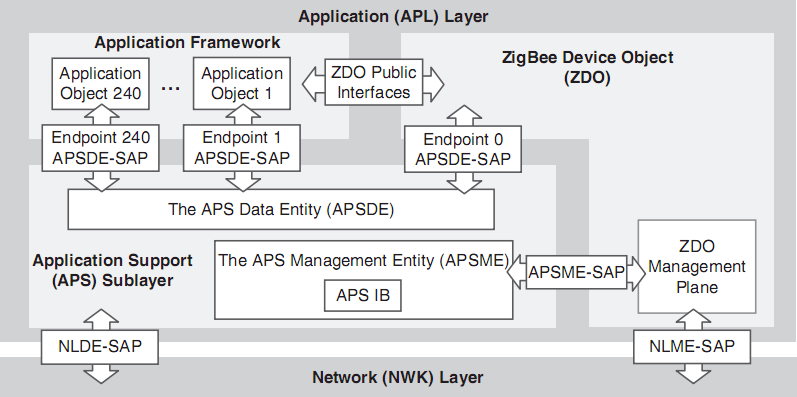 Application (APL) Layer
Application Framework
ZigBee Device Object
(ZDO)
Application
Object 240
...
Application
Object 1
ZDO Public
Interfaces
Endpoint 240
APSDE-SAP
Endpoint 1
APSDE-SAP
Endpoint 0
APSDE-SAP
The APS Data Entity (APSDE)
Application Support
(APS) Sublayer
The APS Management Entity (APSME)
APS IB
APSME-SAP
ZDO
Management
Plane
NLDE-SAP
NLME-SAP
Network (NWK) Layer